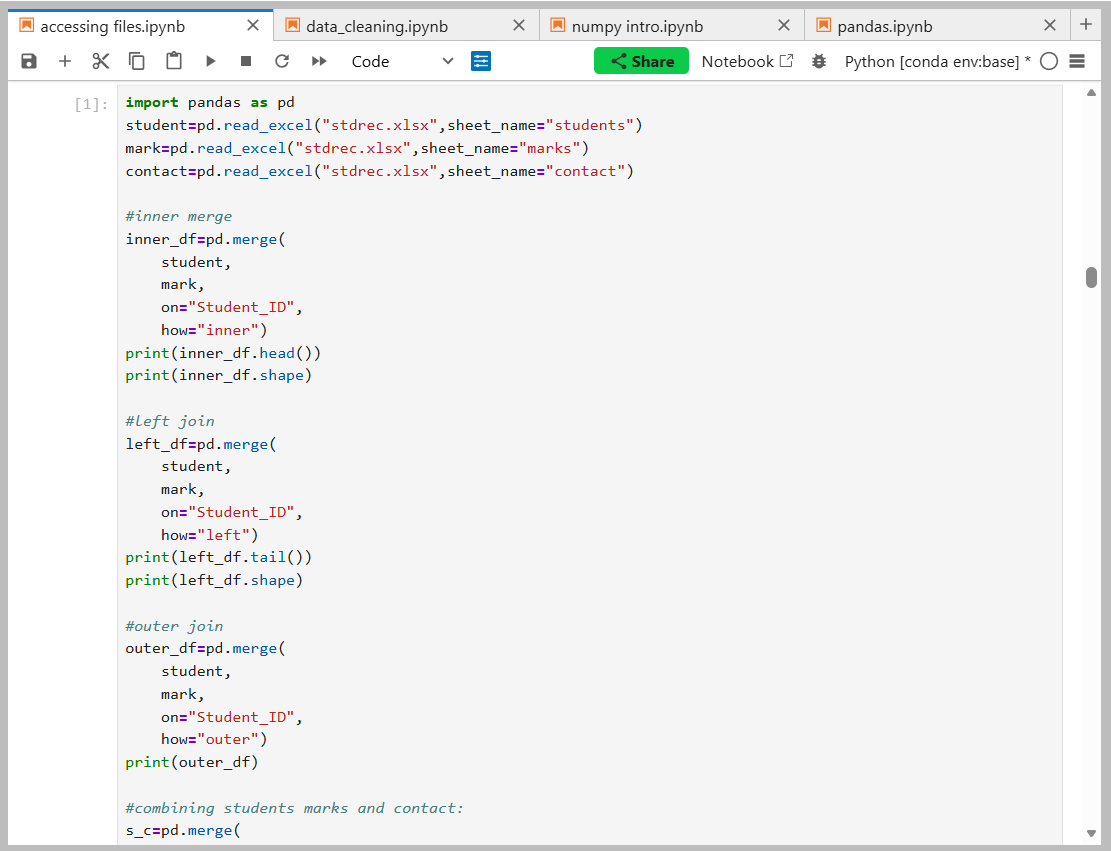 accessing files.ipynb
data_cleaning.ipynb
numpy intro.ipynb
pandas.ipynb
Code
Share
Notebook
Python [conda env:base] *
[1]:
import pandas as pd
student=pd.read_excel("stdrec.xlsx",sheet_name="students")
mark=pd.read_excel("stdrec.xlsx",sheet_name="marks")
contact=pd.read_excel("stdrec.xlsx",sheet_name="contact")

#inner merge
inner_df=pd.merge(
    student,
    mark,
    on="Student_ID",
    how="inner")
print(inner_df.head())
print(inner_df.shape)

#left join
left_df=pd.merge(
    student,
    mark,
    on="Student_ID",
    how="left")
print(left_df.tail())
print(left_df.shape)

#outer join
outer_df=pd.merge(
    student,
    mark,
    on="Student_ID",
    how="outer")
print(outer_df)

#combining students marks and contact:
s_c=pd.merge(